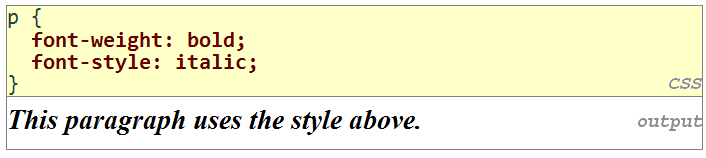 p {
  font-weight: bold;
  font-style: italic;
}
CSS
This paragraph uses the style above.
output